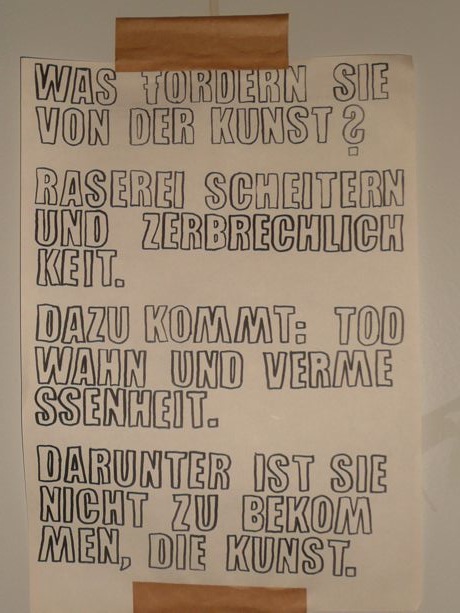 WAS FORDERN SIE
VON DER KUNST?
RASEREI SCHEITERN
UND ZERBRECHLICH
KEIT.
DAZU KOMMT: TOD
WAHN UND VERME
SSENHEIT.
DARUNTER IST SIE
NICHT ZU BEKOM
MEN, DIE KUNST.